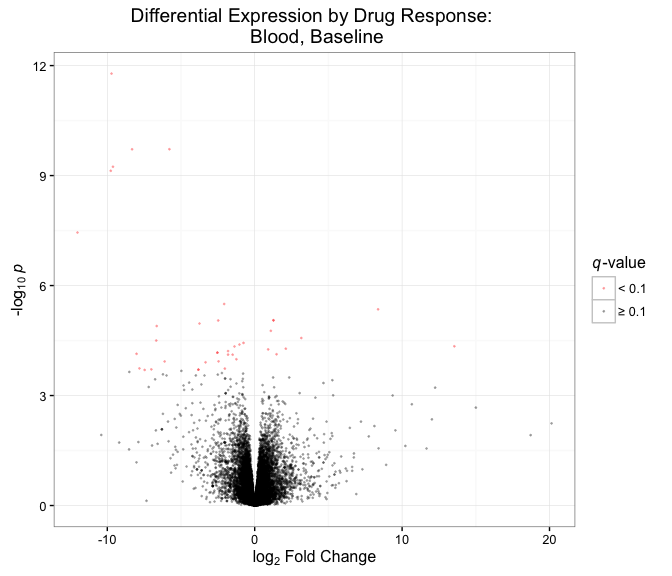 Differential Expression by Drug Response:
Blood, Baseline
12
9
6
3
0
-log₁₀ p
-10
0
10
20
log₂ Fold Change
q-value
< 0.1
≥ 0.1